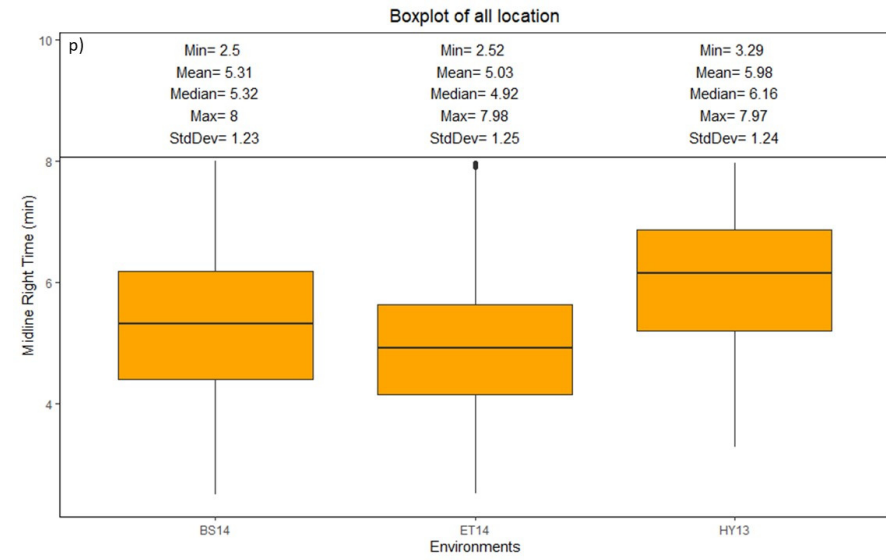 Boxplot of all location
p)
Min= 2.5
Mean= 5.31
Median= 5.32
Max= 8
StdDev= 1.23
Min= 2.52
Mean= 5.03
Median= 4.92
Max= 7.98
StdDev= 1.25
Min= 3.29
Mean= 5.98
Median= 6.16
Max= 7.97
StdDev= 1.24
Midline Right Time (min)
10
8
6
4
BS14
ET14
HY13
Environments